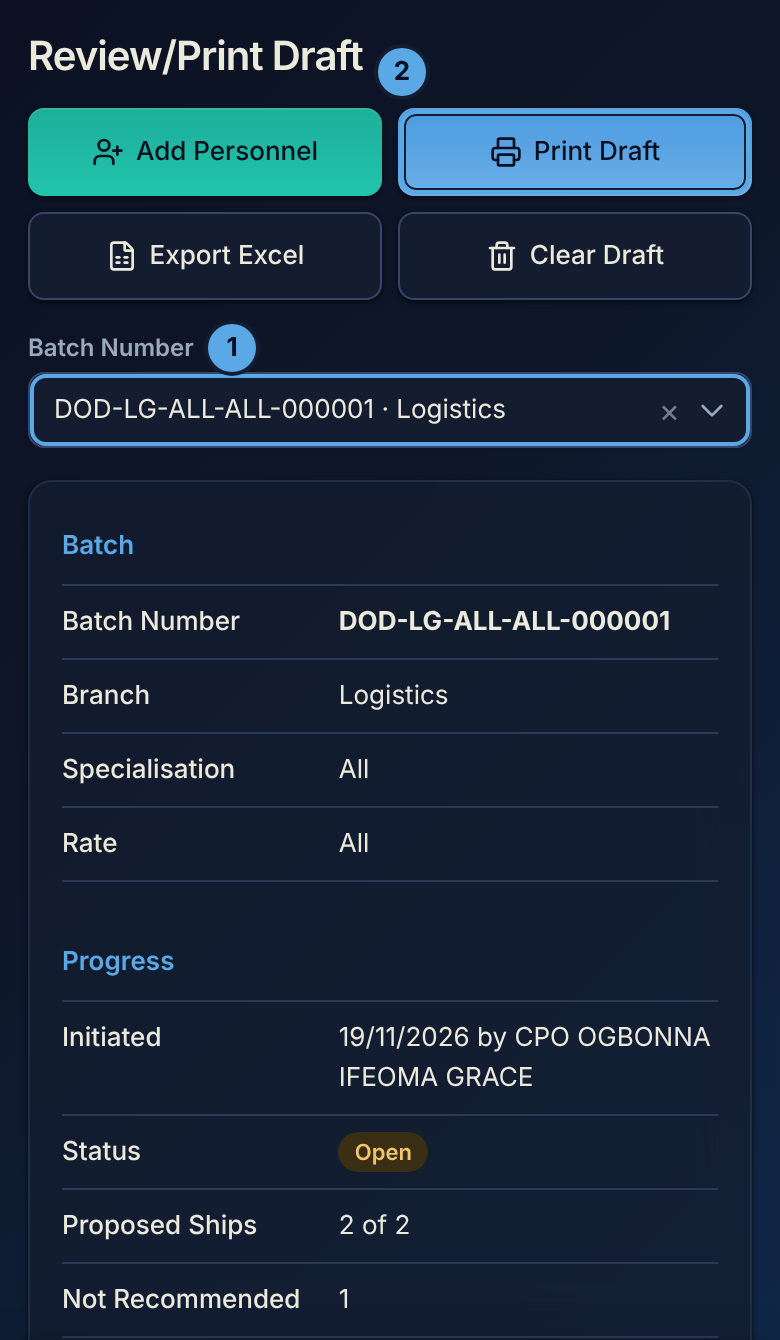 Review/Print Draft
2
Add Personnel
Print Draft
Export Excel
Clear Draft
Batch Number
1
DOD-LG-ALL-ALL-000001 · Logistics
Batch
Batch Number DOD-LG-ALL-ALL-000001
Branch Logistics
Specialisation All
Rate All
Progress
Initiated 19/11/2026 by CPO OGBONNA
IFEOMA GRACE
Status Open
Proposed Ships 2 of 2
Not Recommended 1